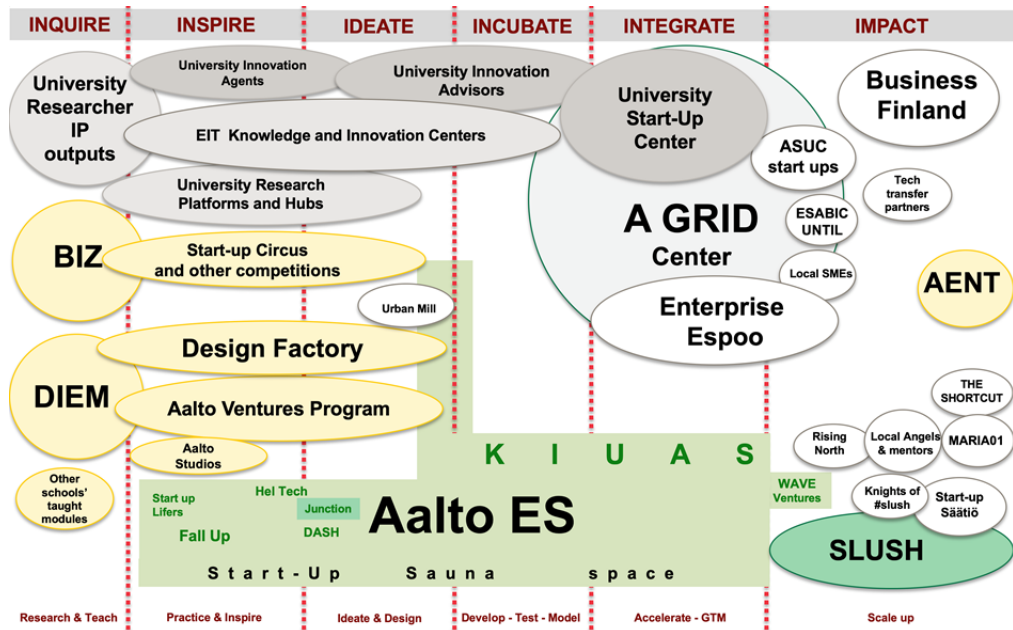 INQUIRE
INSPIRE
IDEATE
INCUBATE
INTEGRATE
IMPACT
University
Researcher
IP
outputs
University Innovation
Agents
University Innovation
Advisors
University
Start-Up
Center
Business
Finland
EIT Knowledge and Innovation Centers
ASUC
start ups
University Research
Platforms and Hubs
Tech
transfer
partners
A GRID
Center
ESABIC
UNTIL
BIZ
Start-up Circus
and other competitions
Local SMEs
AENT
Urban Mill
Enterprise
Espoo
Design Factory
DIEM
Aalto Ventures Program
THE
SHORTCUT
Aalto
Studios
K I U A S
Rising
North
Local Angels
& mentors
MARIA01
Other
schools'
taught
modules
Start up
Lifers
Hel Tech
Junction
Fall Up
DASH
Aalto ES
WAVE
Ventures
Knights of
#slush
Start-up
Säätiö
SLUSH
Start-Up Sauna space
Research & Teach
Practice & Inspire
Ideate & Design
Develop - Test - Model
Accelerate - GTM
Scale up